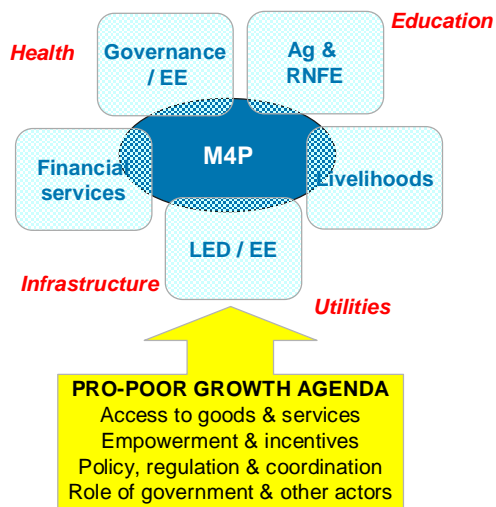 Education
Health
Governance
/ EE
Ag &
RNFE
M4P
Financial
services
Livelihoods
LED / EE
Infrastructure
Utilities
PRO-POOR GROWTH AGENDA
Access to goods & services
Empowerment & incentives
Policy, regulation & coordination
Role of government & other actors